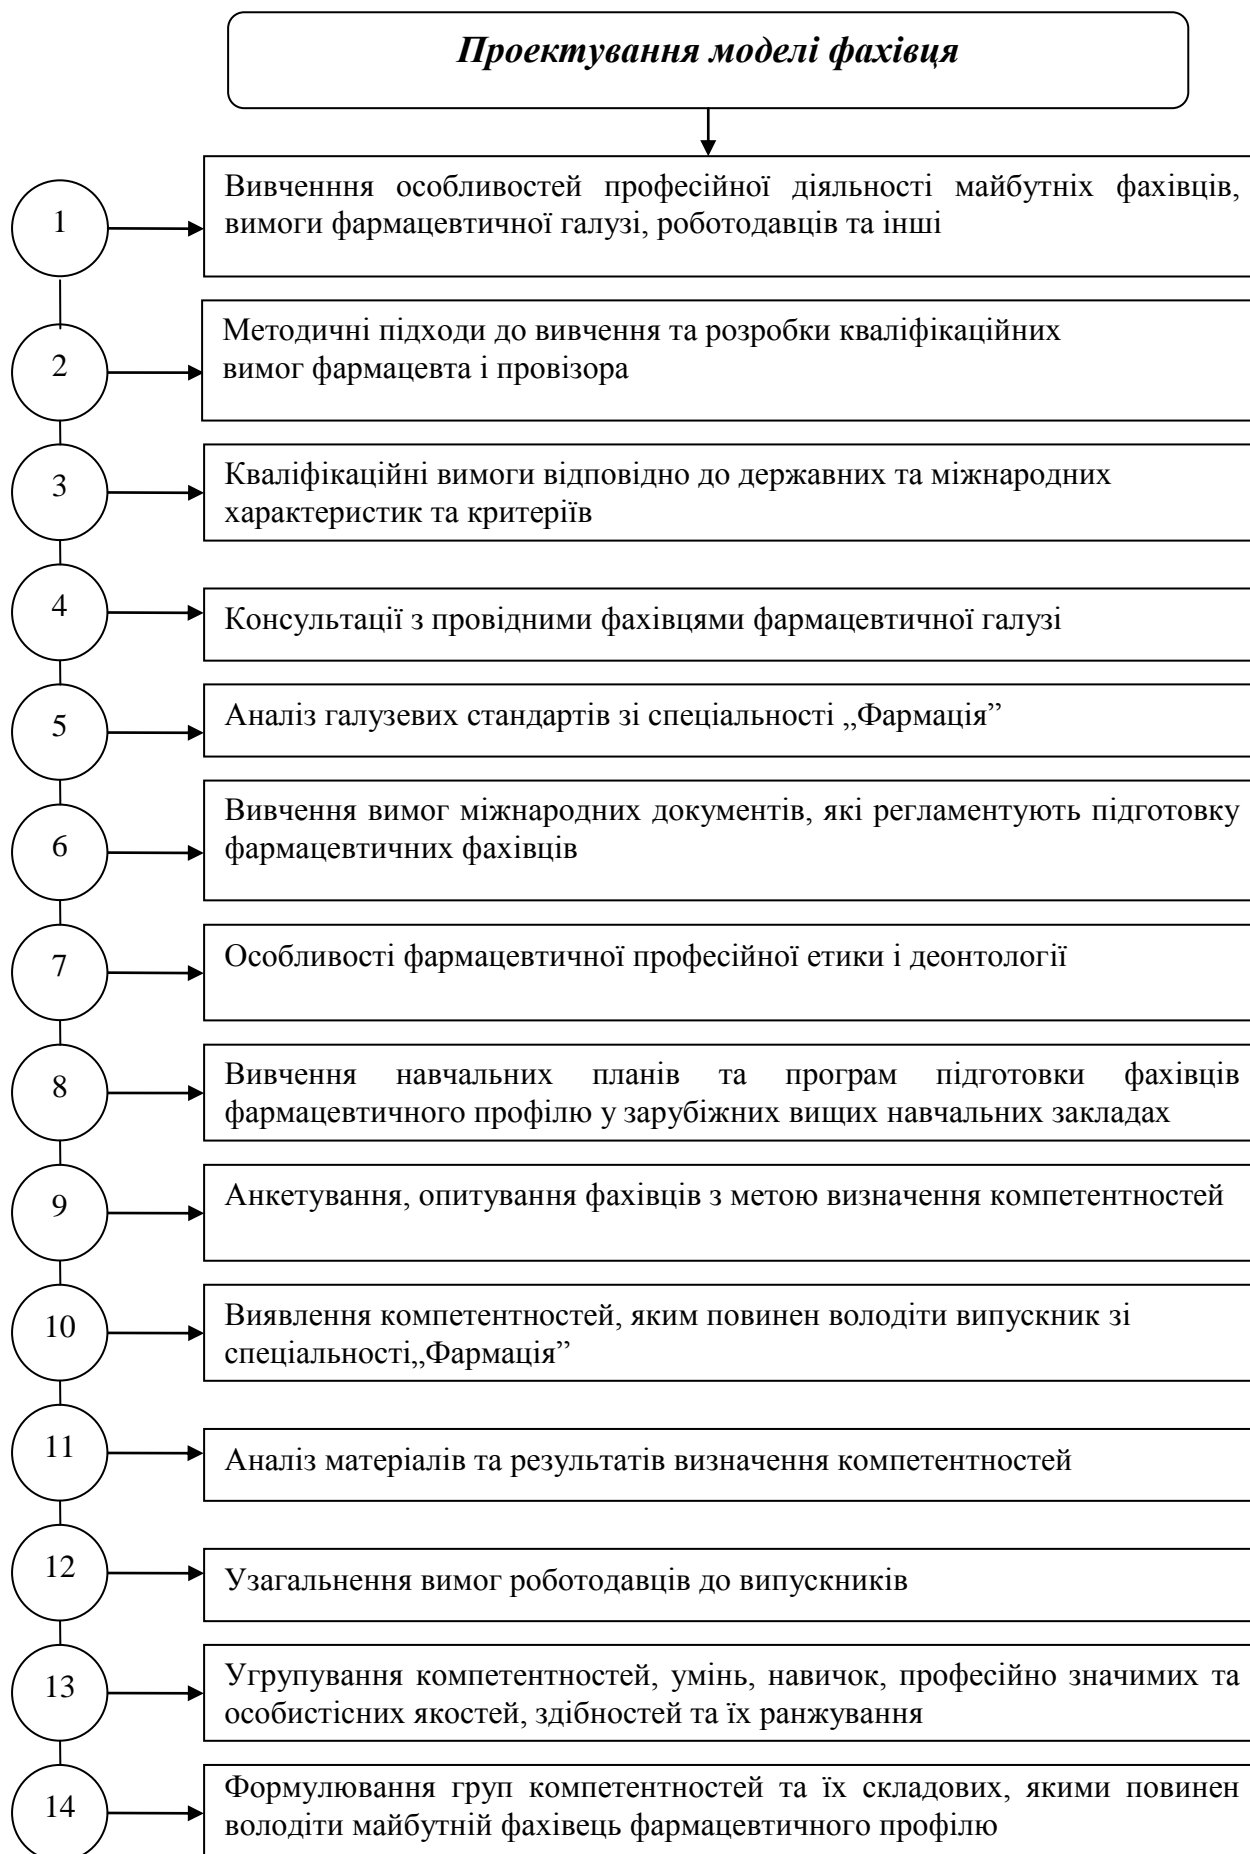 Проектування моделі фахівця
1
Вивченння особливостей професійної діяльності майбутніх фахівців,
вимоги фармацевтичної галузі, роботодавців та інші
2
Методичні підходи до вивчення та розробки кваліфікаційних
вимог фармацевта і провізора
3
Кваліфікаційні вимоги відповідно до державних та міжнародних
характеристик та критеріїв
4
Консультації з провідними фахівцями фармацевтичної галузі
5
Аналіз галузевих стандартів зі спеціальності „Фармація”
6
Вивчення вимог міжнародних документів, які регламентують підготовку
фармацевтичних фахівців
7
Особливості фармацевтичної професійної етики і деонтології
8
Вивчення навчальних планів та програм підготовки фахівців
фармацевтичного профілю у зарубіжних вищих навчальних закладах
9
Анкетування, опитування фахівців з метою визначення компетентностей
10
Виявлення компетентностей, яким повинен володіти випускник зі
спеціальності„Фармація”
11
Аналіз матеріалів та результатів визначення компетентностей
12
Узагальнення вимог роботодавців до випускників
13
Угрупування компетентностей, умінь, навичок, професійно значимих та
особистісних якостей, здібностей та їх ранжування
14
Формулювання груп компетентностей та їх складових, якими повинен
володіти майбутній фахівець фармацевтичного профілю